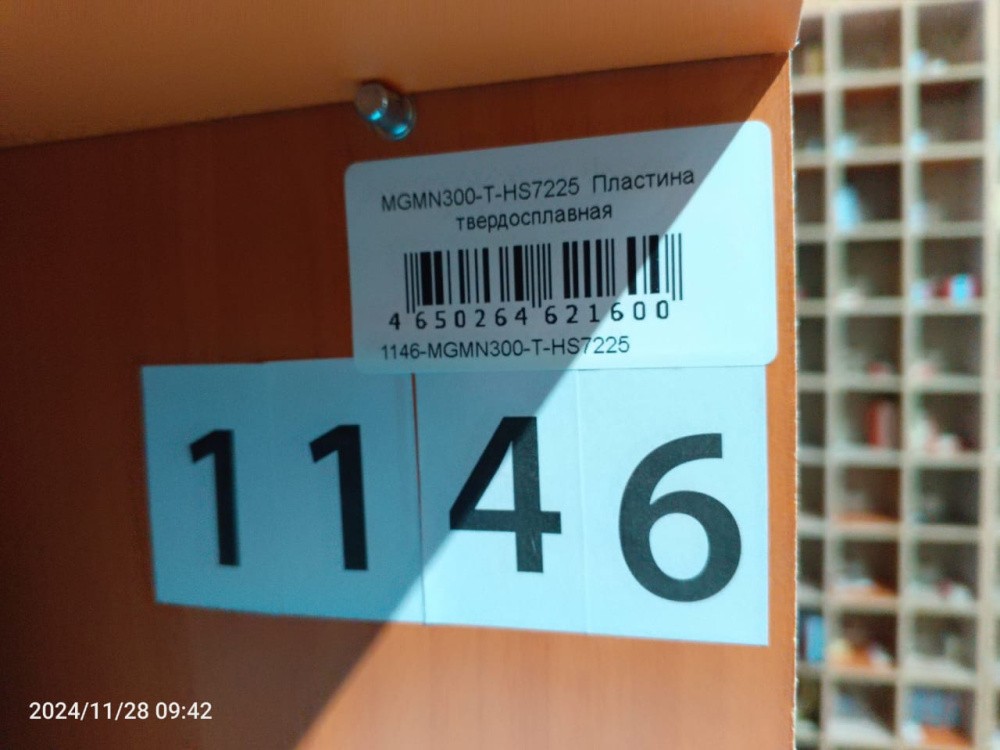 MGMN300-T-HS7225 Пластина
твердосплавная
4 650264 621600
1146-MGMN300-T-HS7225
1146
2024/11/28 09:42